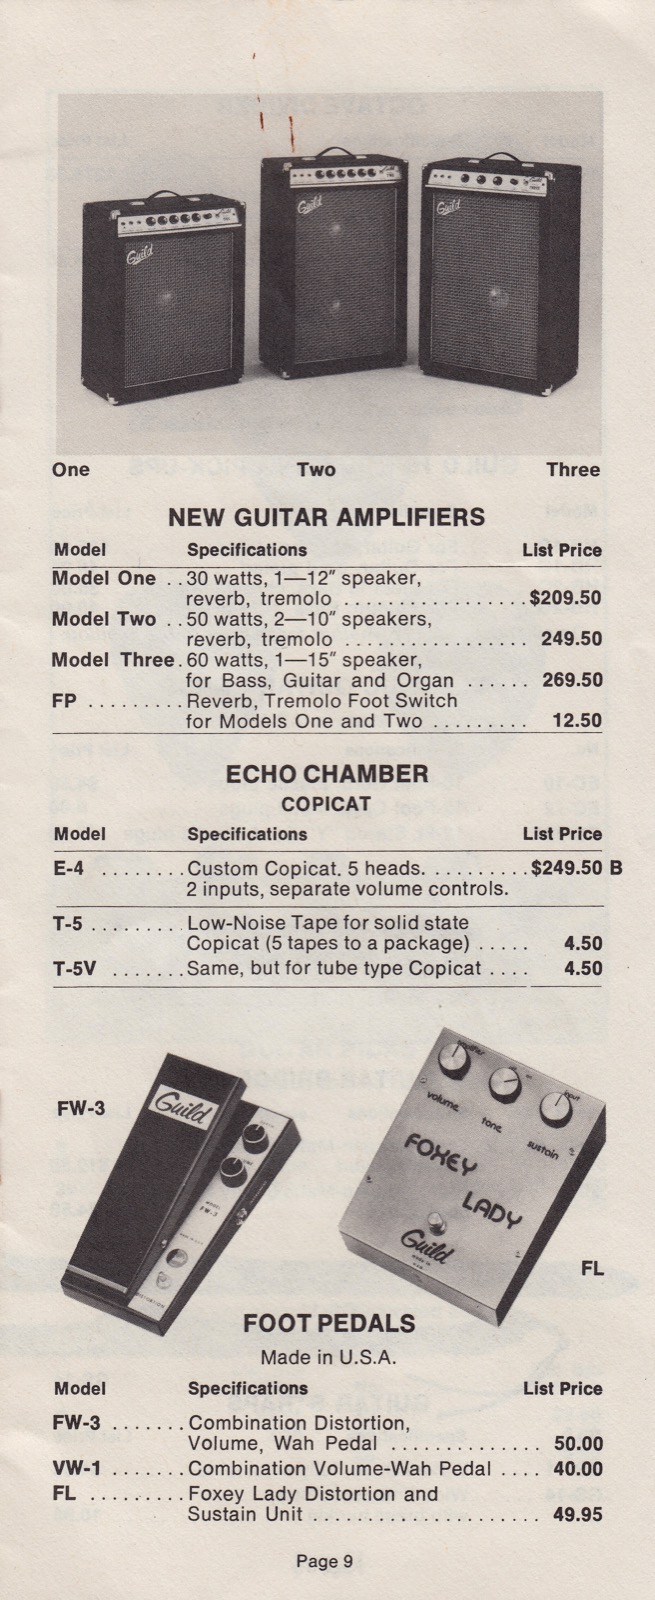 Guild
Guild
Guild
One Two Three
NEW GUITAR AMPLIFIERS
Model Specifications List Price
Model One . . 30 watts, 1—12″ speaker,
reverb, tremolo . . . . . . . . . . . . . . . . . . $209.50
Model Two . . 50 watts, 2—10″ speakers,
reverb, tremolo . . . . . . . . . . . . . . . . . 249.50
Model Three . 60 watts, 1—15″ speaker,
for Bass, Guitar and Organ . . . . . . 269.50
FP . . . . . . . . . Reverb, Tremolo Foot Switch
for Models One and Two . . . . . . . . . 12.50
ECHO CHAMBER
COPICAT
Model Specifications List Price
E-4 . . . . . . . . Custom Copicat. 5 heads. . . . . . . . . . $249.50 B
2 inputs, separate volume controls.
T-5 . . . . . . . . . Low-Noise Tape for solid state
Copicat (5 tapes to a package) . . . . . 4.50
T-5V . . . . . . . Same, but for tube type Copicat . . . . 4.50
FW-3
Guild
MODEL
FW-3
amplifier
input
volume
tone
sustain
FOXEY
LADY
Guild
FL
FOOT PEDALS
Made in U.S.A.
Model Specifications List Price
FW-3 . . . . . . . Combination Distortion,
Volume, Wah Pedal . . . . . . . . . . . . . 50.00
VW-1 . . . . . . . Combination Volume-Wah Pedal . . . . 40.00
FL . . . . . . . . . Foxey Lady Distortion and
Sustain Unit . . . . . . . . . . . . . . . . . . . . 49.95
Page 9